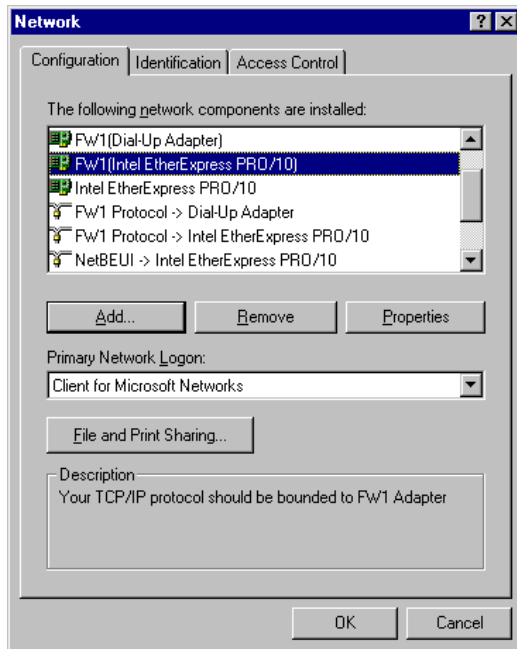 Network
Configuration Identification Access Control
The following network components are installed:
FW1(Dial-Up Adapter)
FW1(Intel EtherExpress PRO/10)
Intel EtherExpress PRO/10
FW1 Protocol -> Dial-Up Adapter
FW1 Protocol -> Intel EtherExpress PRO/10
NetBEUI -> Intel EtherExpress PRO/10
Add... Remove Properties
Primary Network Logon:
Client for Microsoft Networks
File and Print Sharing...
Description
Your TCP/IP protocol should be bounded to FW1 Adapter
OK Cancel